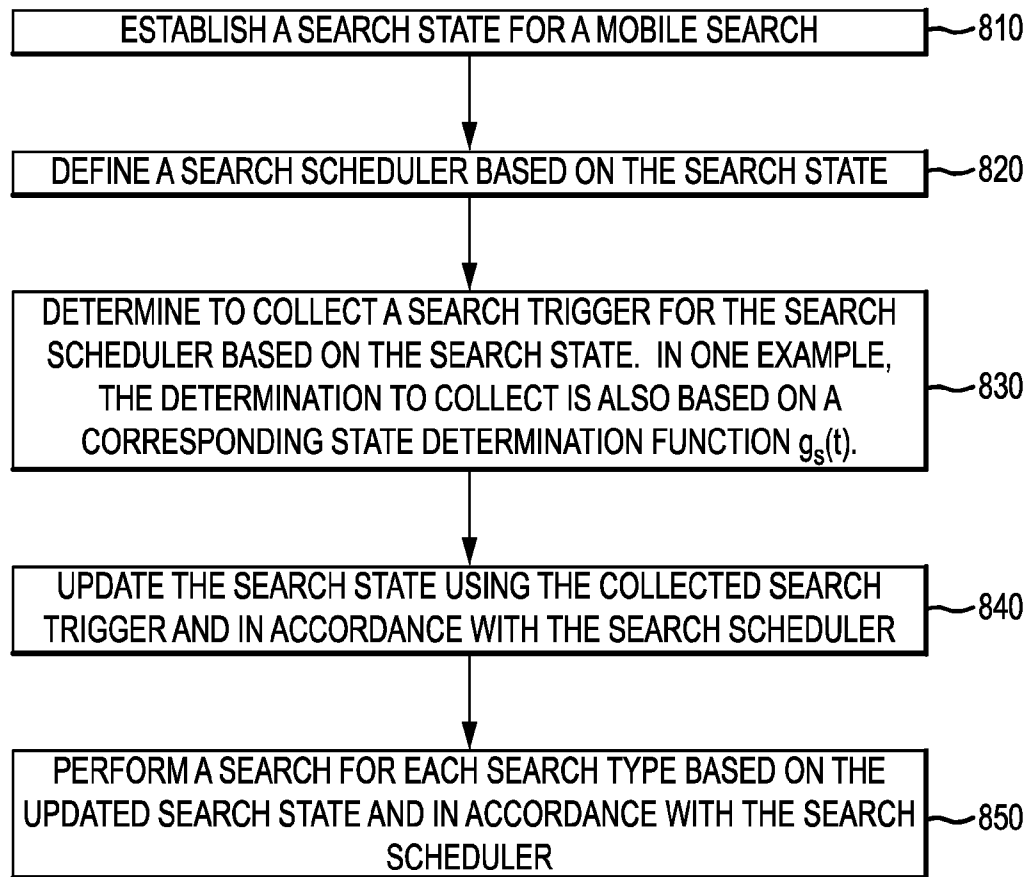 ESTABLISH A SEARCH STATE FOR A MOBILE SEARCH 810
DEFINE A SEARCH SCHEDULER BASED ON THE SEARCH STATE 820
DETERMINE TO COLLECT A SEARCH TRIGGER FOR THE SEARCH
SCHEDULER BASED ON THE SEARCH STATE. IN ONE EXAMPLE,
THE DETERMINATION TO COLLECT IS ALSO BASED ON A 830
CORRESPONDING STATE DETERMINATION FUNCTION gs(t).
UPDATE THE SEARCH STATE USING THE COLLECTED SEARCH 840
TRIGGER AND IN ACCORDANCE WITH THE SEARCH SCHEDULER
PERFORM A SEARCH FOR EACH SEARCH TYPE BASED ON THE
UPDATED SEARCH STATE AND IN ACCORDANCE WITH THE SEARCH 850
SCHEDULER